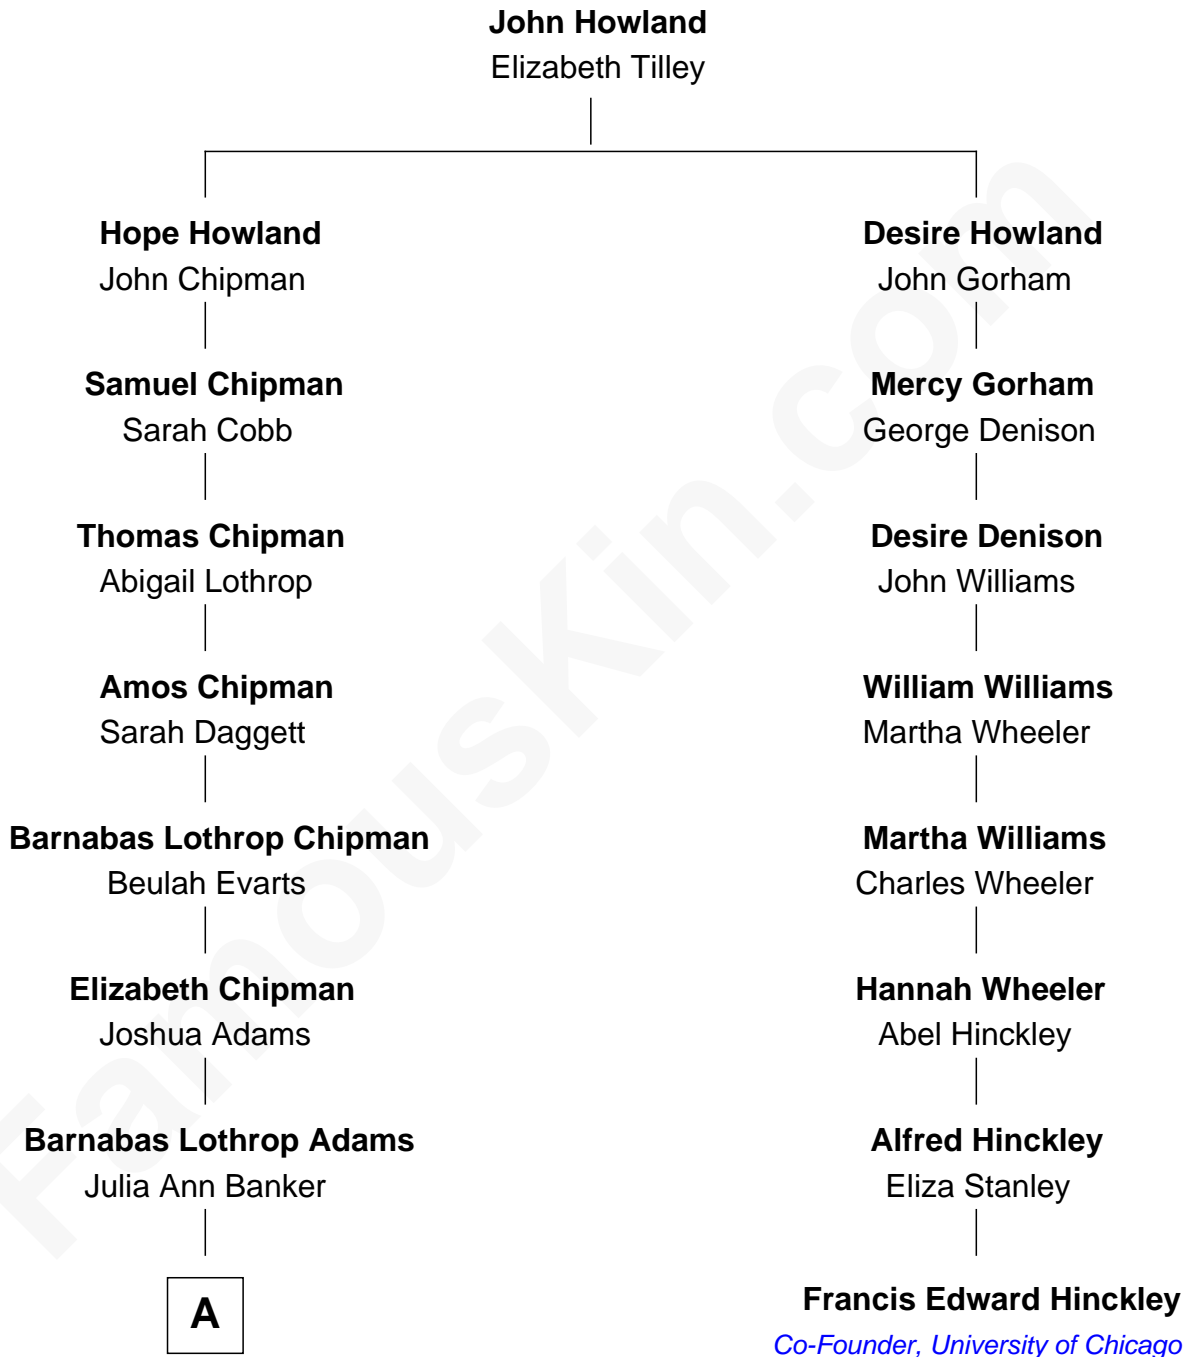 John Howland
Elizabeth Tilley
Hope Howland
John Chipman
Desire Howland
John Gorham
Samuel Chipman
Sarah Cobb
Mercy Gorham
George Denison
Thomas Chipman
Abigail Lothrop
Desire Denison
John Williams
Amos Chipman
Sarah Daggett
William Williams
Martha Wheeler
Barnabas Lothrop Chipman
Beulah Evarts
Martha Williams
Charles Wheeler
Elizabeth Chipman
Joshua Adams
Hannah Wheeler
Abel Hinckley
Barnabas Lothrop Adams
Julia Ann Banker
Alfred Hinckley
Eliza Stanley
A
Francis Edward Hinckley
Co-Founder, University of Chicago
FamousKin.com